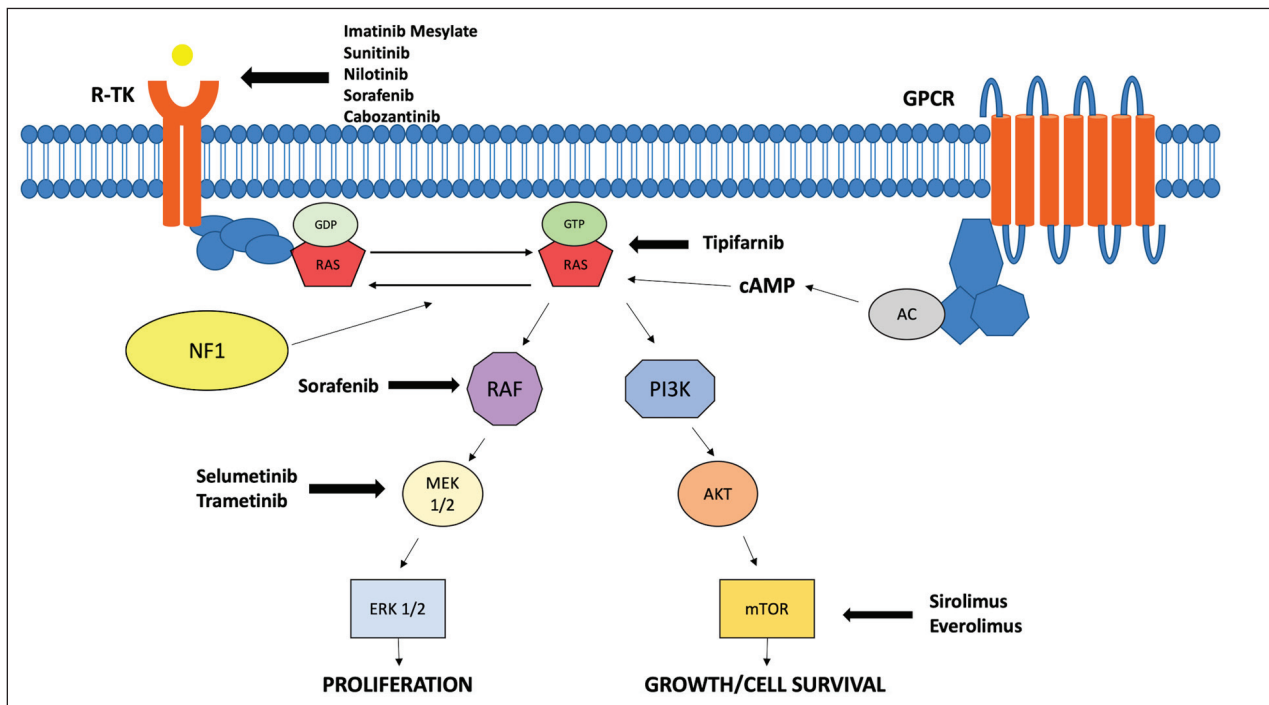 Imatinib Mesylate
Sunitinib
Nilotinib
Sorafenib
Cabozantinib
R-TK
GPCR
GDP
RAS
GTP
RAS
Tipifarnib
cAMP
AC
NF1
Sorafenib
RAF
PI3K
Selumetinib
Trametinib
MEK
1/2
AKT
ERK 1/2
mTOR
Sirolimus
Everolimus
PROLIFERATION
GROWTH/CELL SURVIVAL